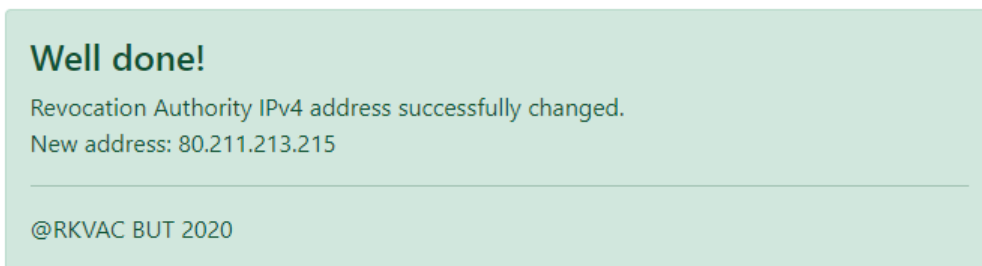 Well done!
Revocation Authority IPv4 address successfully changed.
New address: 80.211.213.215
@RKVAC BUT 2020